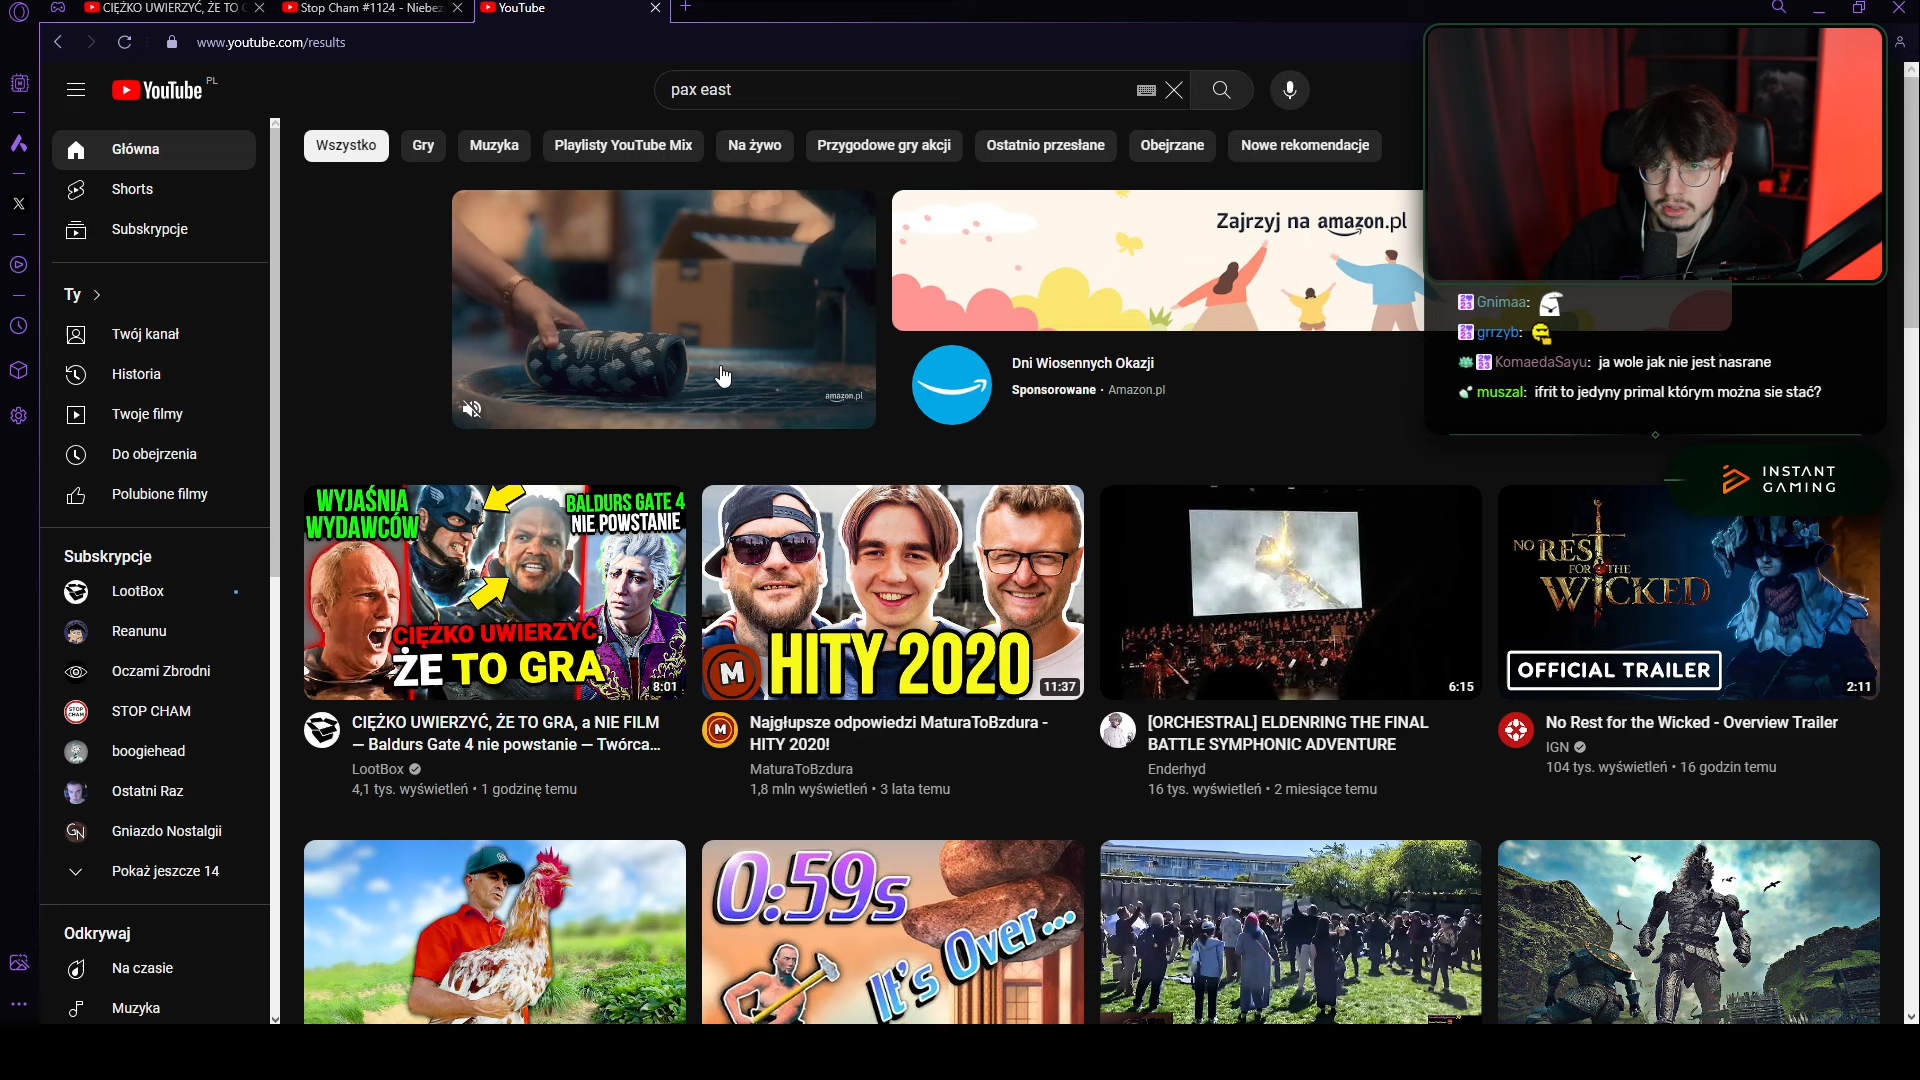 CIĘŻKO UWIERZYĆ, ŻE TO
Stop Cham #1124 - Niebez
YouTube
www.youtube.com/results
YouTube PL
pax east
Wszystko
Gry
Muzyka
Playlisty YouTube Mix
Na żywo
Przygodowe gry akcji
Ostatnio przesłane
Obejrzane
Nowe rekomendacje
Główna
Shorts
Subskrypcje
Ty
Twój kanał
Historia
Twoje filmy
Do obejrzenia
Polubione filmy
Subskrypcje
LootBox
Reanunu
Oczami Zbrodni
STOP CHAM
boogiehead
Ostatni Raz
Gniazdo Nostalgii
Pokaż jeszcze 14
Odkrywaj
Na czasie
Muzyka
amazon.pl
Zajrzyj na amazon.pl
Dni Wiosennych Okazji
Sponsorowane · Amazon.pl
Gnimaa:
grrzyb:
KomaedaSayu: ja wole jak nie jest nasrane
muszal: ifrit to jedyny primal którym można sie stać?
INSTANT
GAMING
WYJAŚNIA
WYDAWCÓW
BALDURS GATE 4
NIE POWSTANIE
CIĘŻKO UWIERZYĆ,
ŻE TO GRA
8:01
CIĘŻKO UWIERZYĆ, ŻE TO GRA, a NIE FILM
— Baldurs Gate 4 nie powstanie — Twórca...
LootBox
4,1 tys. wyświetleń • 1 godzinę temu
M HITY 2020
11:37
Najgłupsze odpowiedzi MaturaToBzdura -
HITY 2020!
MaturaToBzdura
1,8 mln wyświetleń • 3 lata temu
6:15
[ORCHESTRAL] ELDENRING THE FINAL
BATTLE SYMPHONIC ADVENTURE
Enderhyd
16 tys. wyświetleń • 2 miesiące temu
NO REST
FOR THE
WICKED
OFFICIAL TRAILER
2:11
No Rest for the Wicked - Overview Trailer
IGN
104 tys. wyświetleń • 16 godzin temu
0:59s
It's Over...